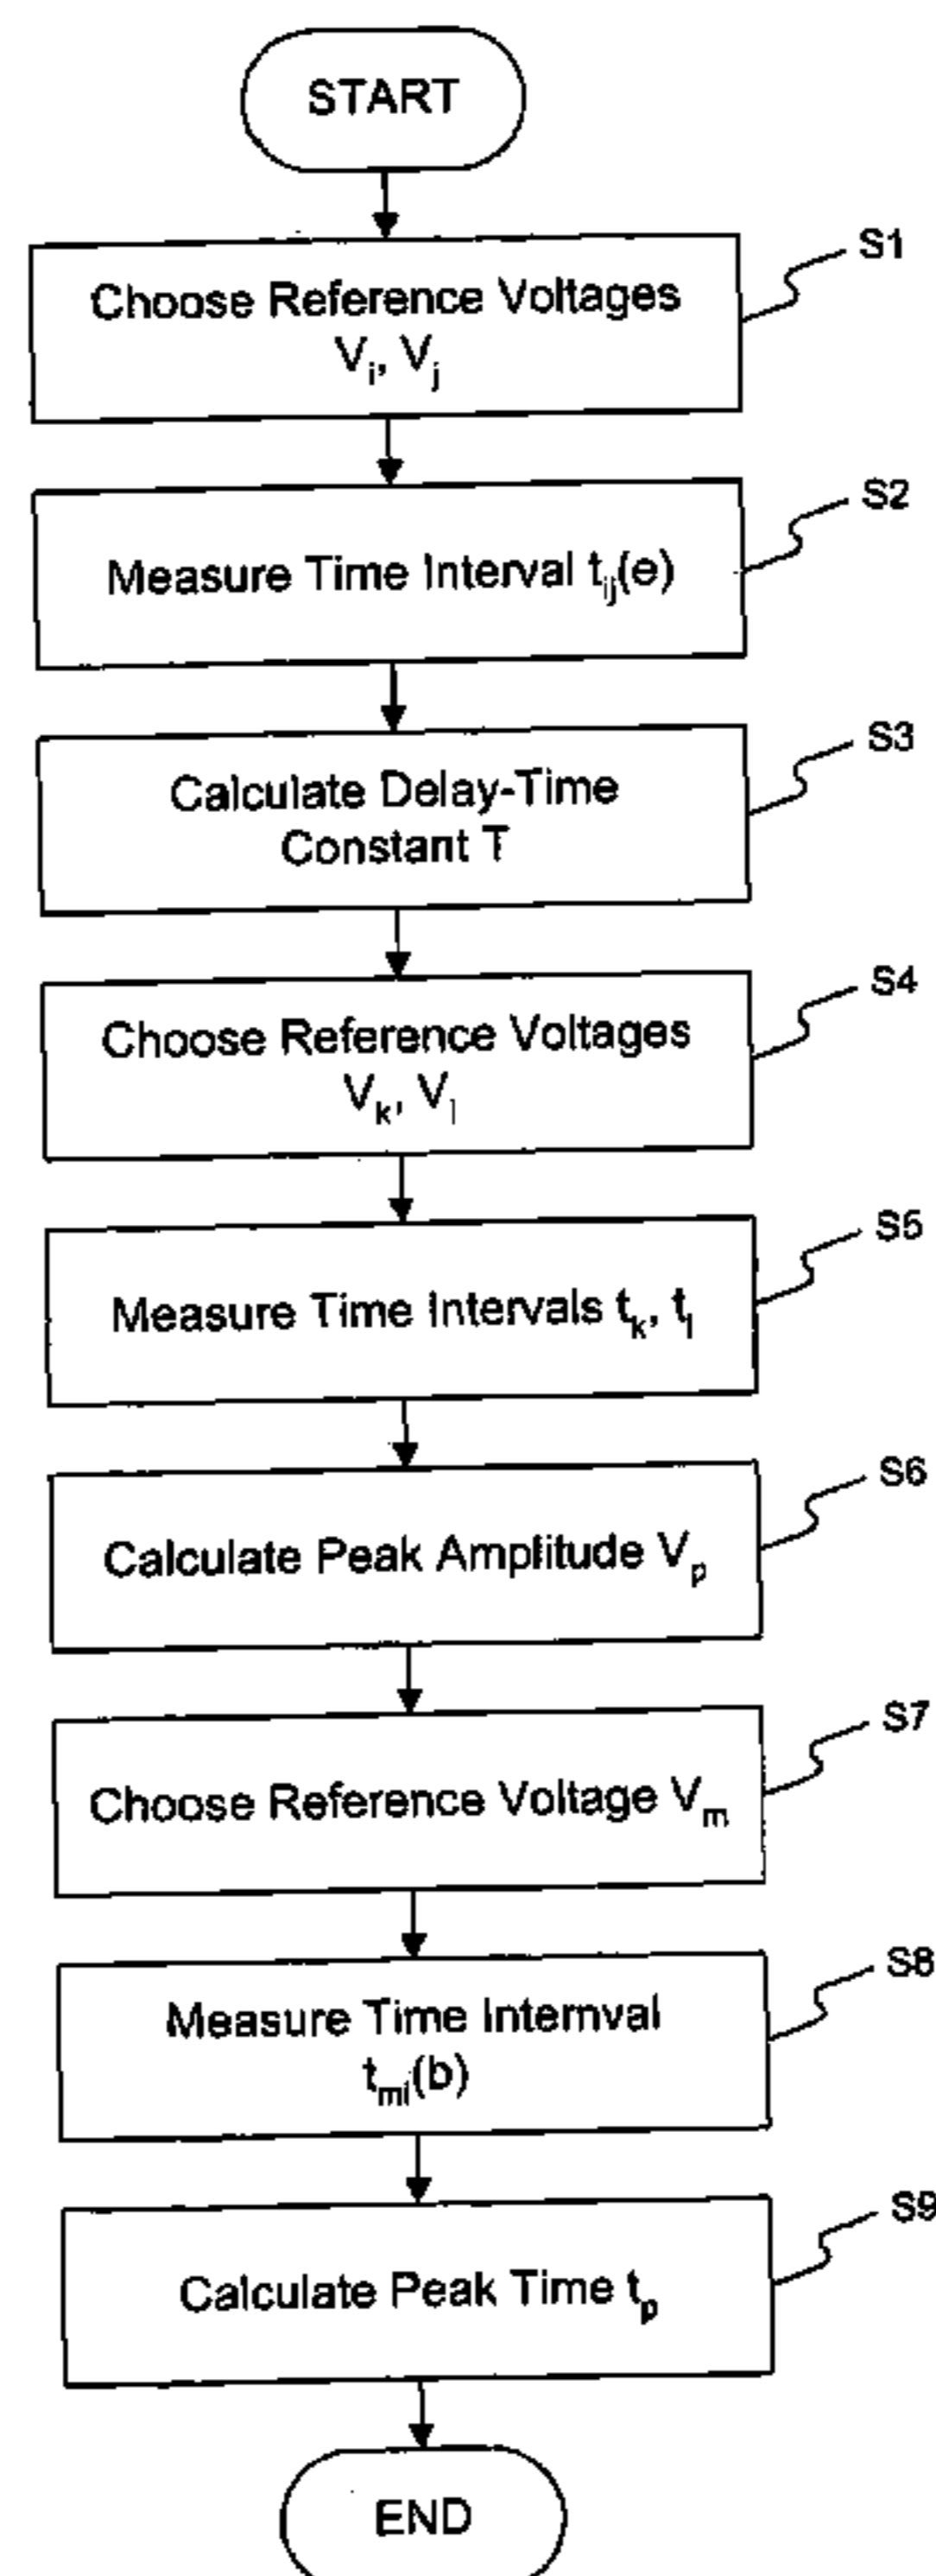 START
S1
Choose Reference Voltages
Vi, Vj
S2
Measure Time Interval tij(e)
S3
Calculate Delay-Time
Constant T
S4
Choose Reference Voltages
Vk, Vl
S5
Measure Time Intervals tk, tl
S6
Calculate Peak Amplitude Vp
S7
Choose Reference Voltage Vm
S8
Measure Time Internval
tmi(b)
S9
Calculate Peak Time tp
END